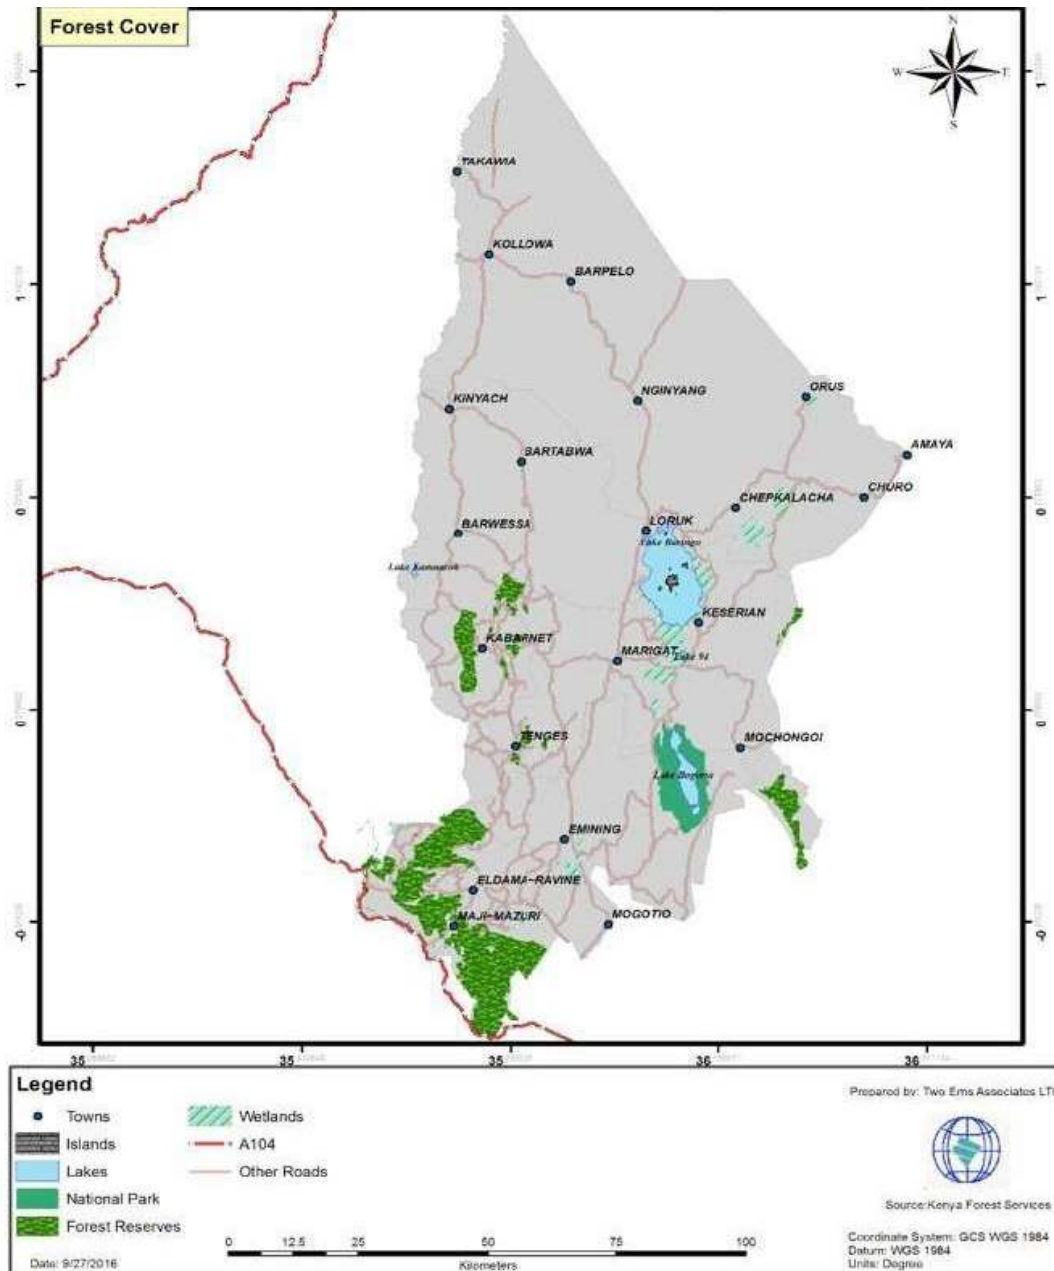 Forest Cover
N
W
E
S
TAKAWIA
KOLLOWA
BARPELO
NGINYANG
ORUS
KINYACH
AMAYA
BARTABWA
CHURO
CHEPKALACHA
LORUK
BARWESSA
Lake Baringo
Lake Kamnarok
KESERIAN
KABARNET
MARIGAT
Lake 94
TENGES
MOCHONGOI
Lake Bogoria
EMINING
ELDAMA-RAVINE
MAJI-MAZURI
MOGOTIO
35
35
35
36
36
Legend
Towns
Islands
Lakes
National Park
Forest Reserves
Wetlands
A104
Other Roads
Date: 9/27/2016
0 12.5 25 50 75 100
Kilometers
Prepared by: Two Ems Associates LT
Source:Kenya Forest Services
Coordinate System: GCS WGS 1984
Datum: WGS 1984
Units: Degree